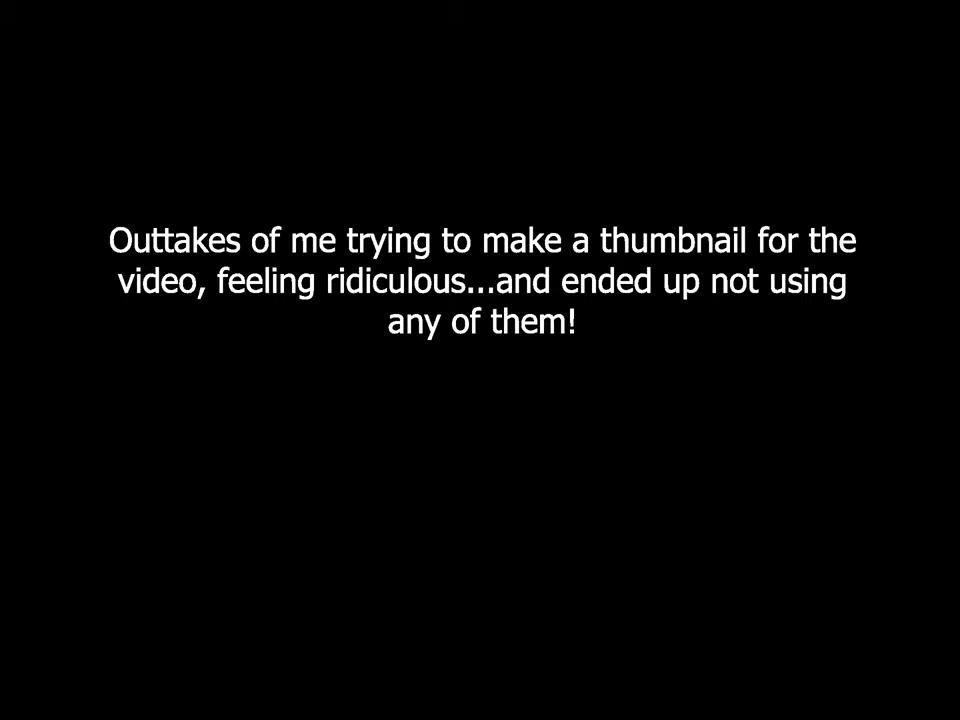 Outtakes of me trying to make a thumbnail for the
video, feeling ridiculous...and ended up not using
any of them!